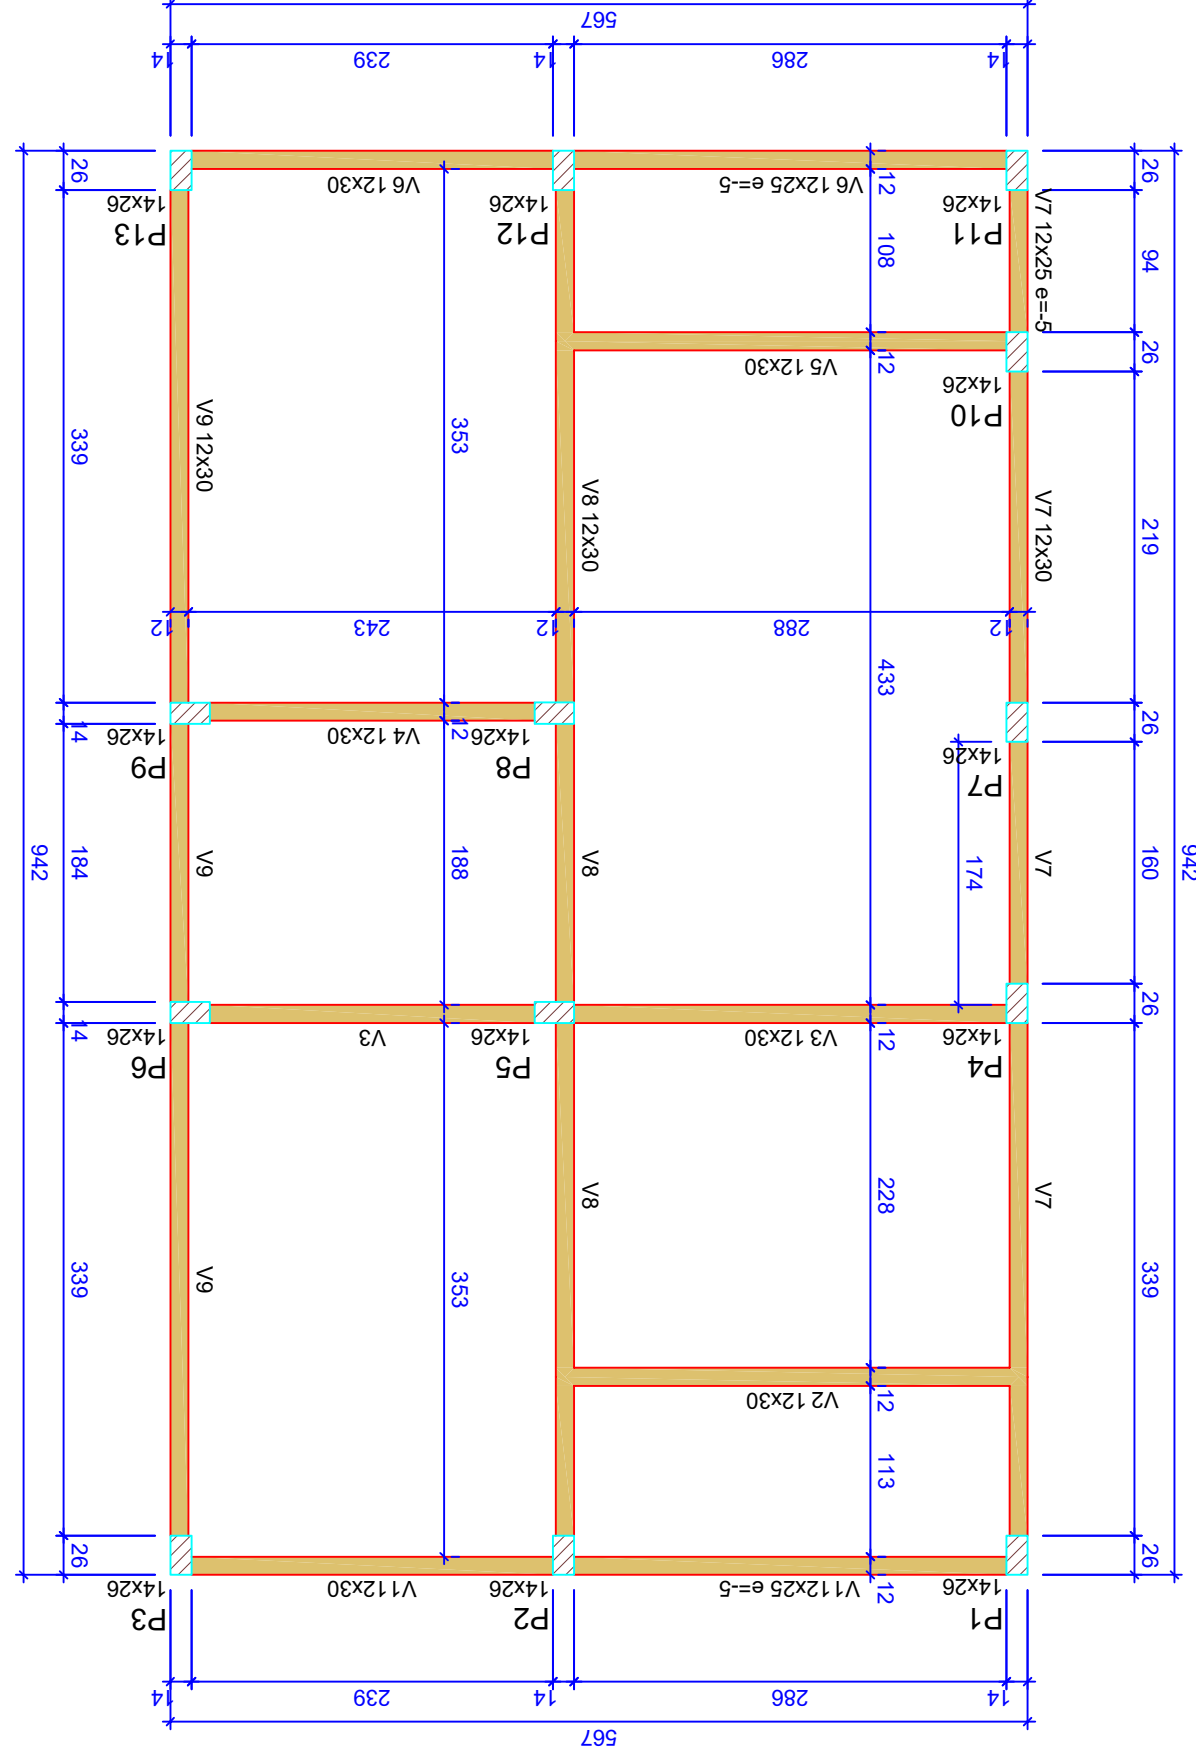 567
14
286
14
239
14
P1
14x26
V112x25 e=-5
P2
14x26
V112x30
P3
14x26
26
12
26
113
12
V2 12x30
339
228
353
339
V7
V8
V9
P4
14x26
V3 12x30
12
P5
14x26
V3
P6
14x26
26
14
942
160
174
V7
V8
188
V9
184
942
P7
14x26
26
433
P8
14x26
V4 12x30
12
P9
14x26
14
12
288
12
243
12
219
V7 12x30
V8 12x30
353
V9 12x30
339
P10
14x26
V5 12x30
12
26
94
V7 12x25 e=-5
108
P11
14x26
V6 12x25 e=-5
12
P12
14x26
V6 12x30
P13
14x26
26
26
14
286
14
239
14
567